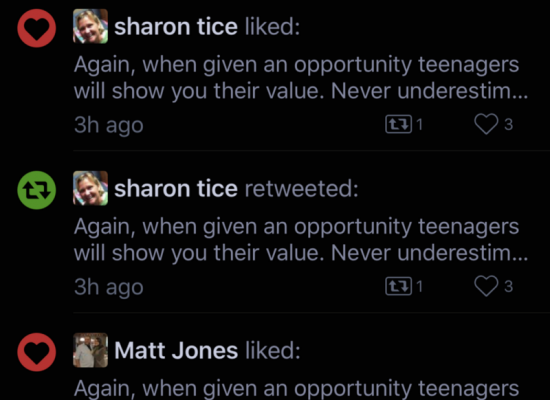 sharon tice liked:
Again, when given an opportunity teenagers
will show you their value. Never underestim...
3h ago 1 3
sharon tice retweeted:
Again, when given an opportunity teenagers
will show you their value. Never underestim...
3h ago 1 3
Matt Jones liked:
Again, when given an opportunity teenagers